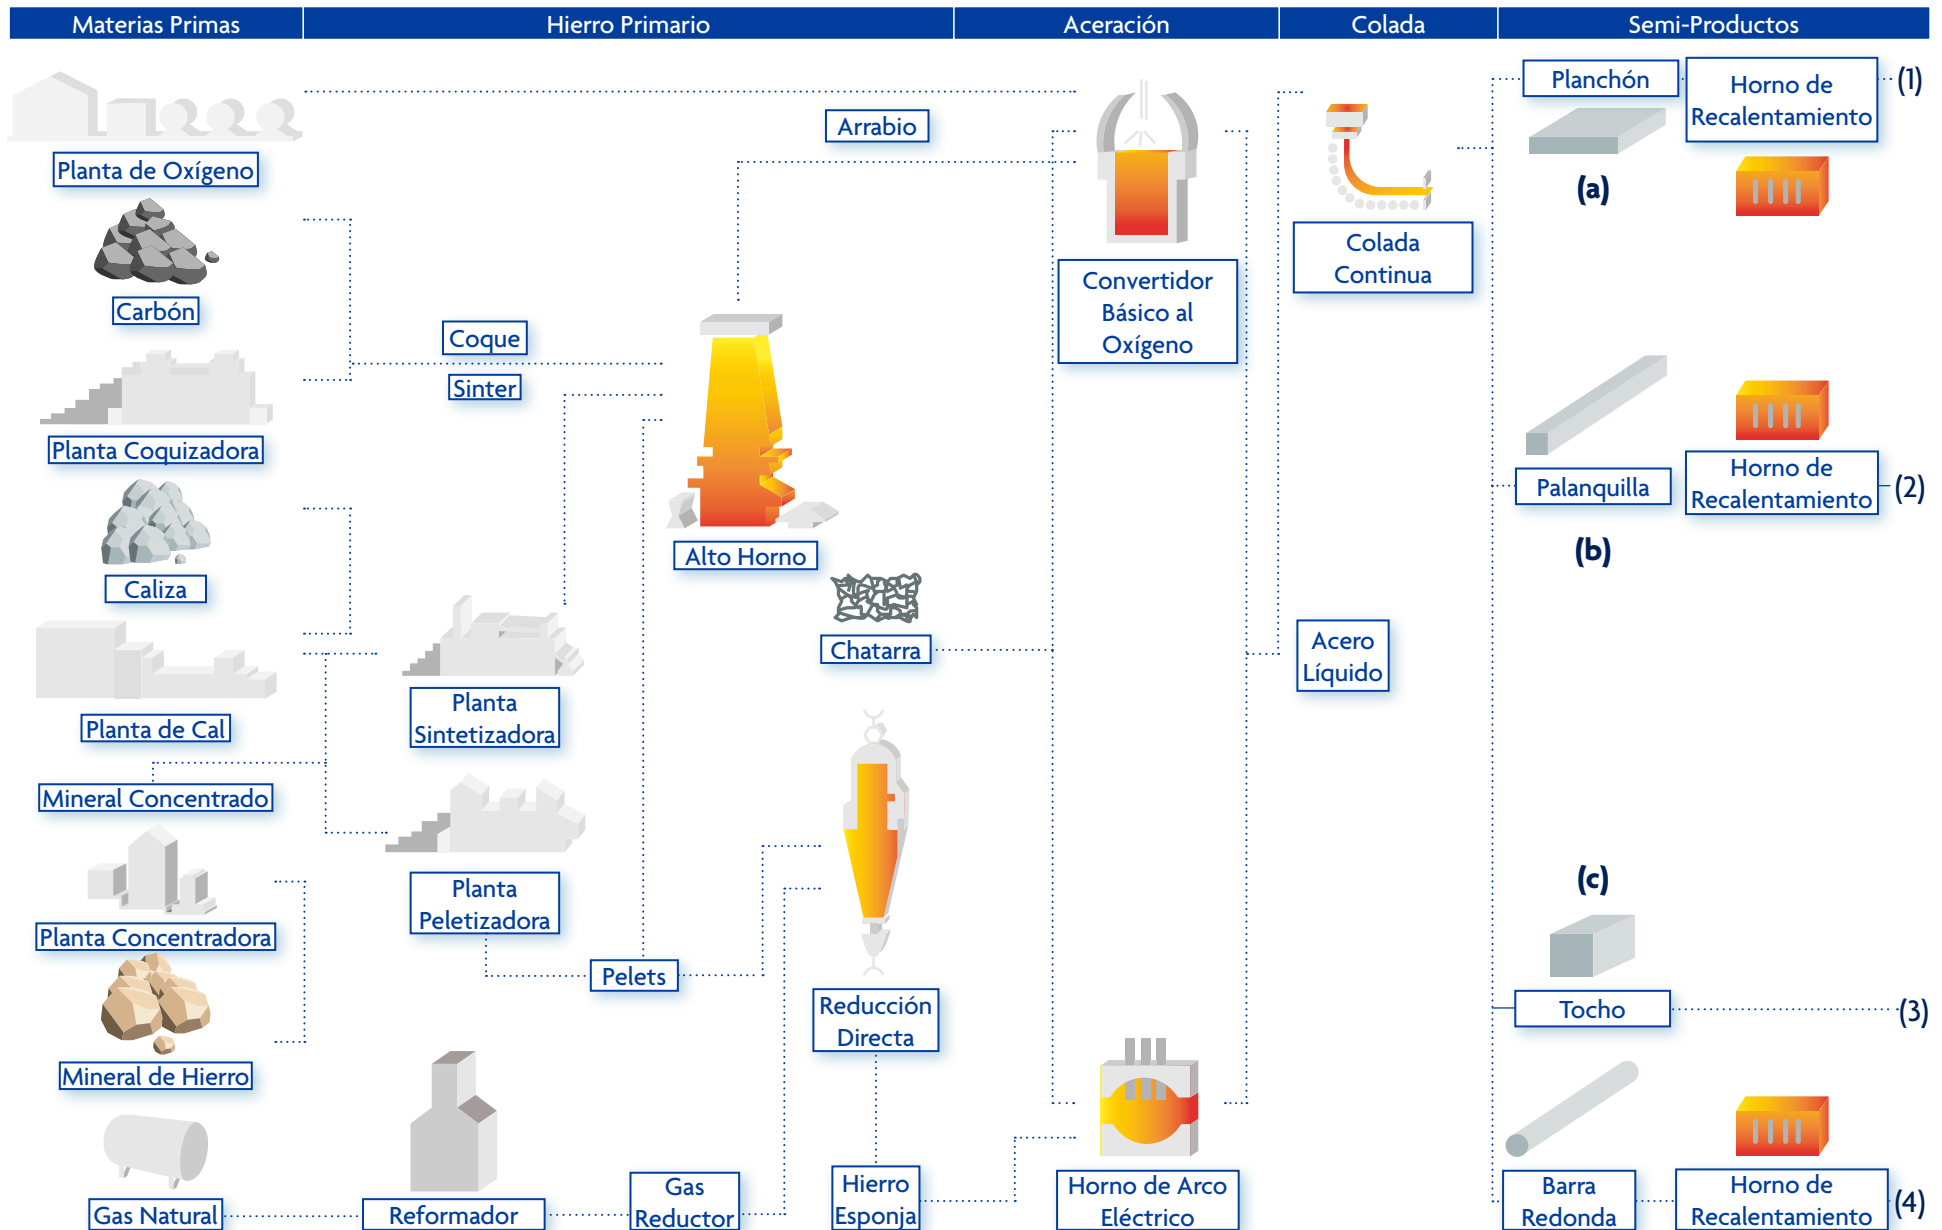 Materias Primas
Hierro Primario
Aceración
Colada
Semi-Productos
Planta de Oxígeno
Carbón
Planta Coquizadora
Caliza
Planta de Cal
Mineral Concentrado
Planta Concentradora
Mineral de Hierro
Gas Natural
Coque
Sinter
Planta
Sintetizadora
Planta
Peletizadora
Pelets
Reformador
Gas
Reductor
Alto Horno
Arrabio
Chatarra
Reducción
Directa
Hierro
Esponja
Convertidor
Básico al
Oxígeno
Horno de Arco
Eléctrico
Colada
Continua
Acero
Líquido
Planchón
Horno de
Recalentamiento
(1)
(a)
Palanquilla
Horno de
Recalentamiento
(2)
(b)
(c)
Tocho
(3)
Barra
Redonda
Horno de
Recalentamiento
(4)